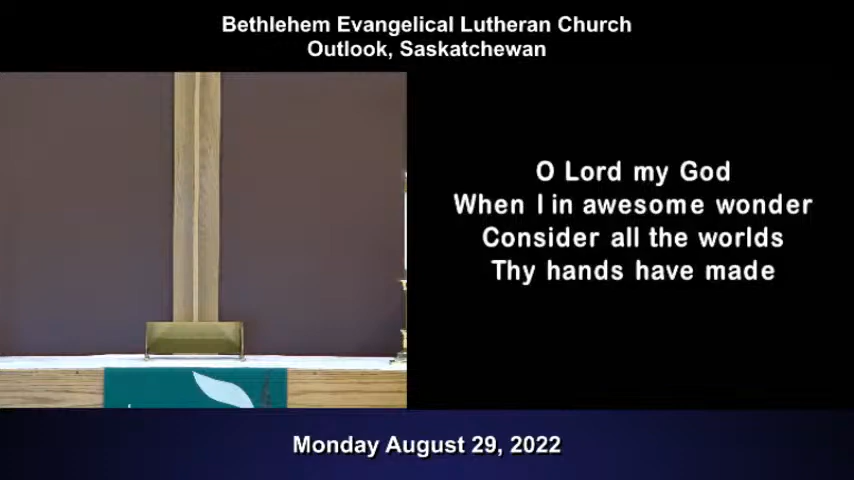 Bethlehem Evangelical Lutheran Church
Outlook, Saskatchewan
O Lord my God
When I in awesome wonder
Consider all the worlds
Thy hands have made
Monday August 29, 2022